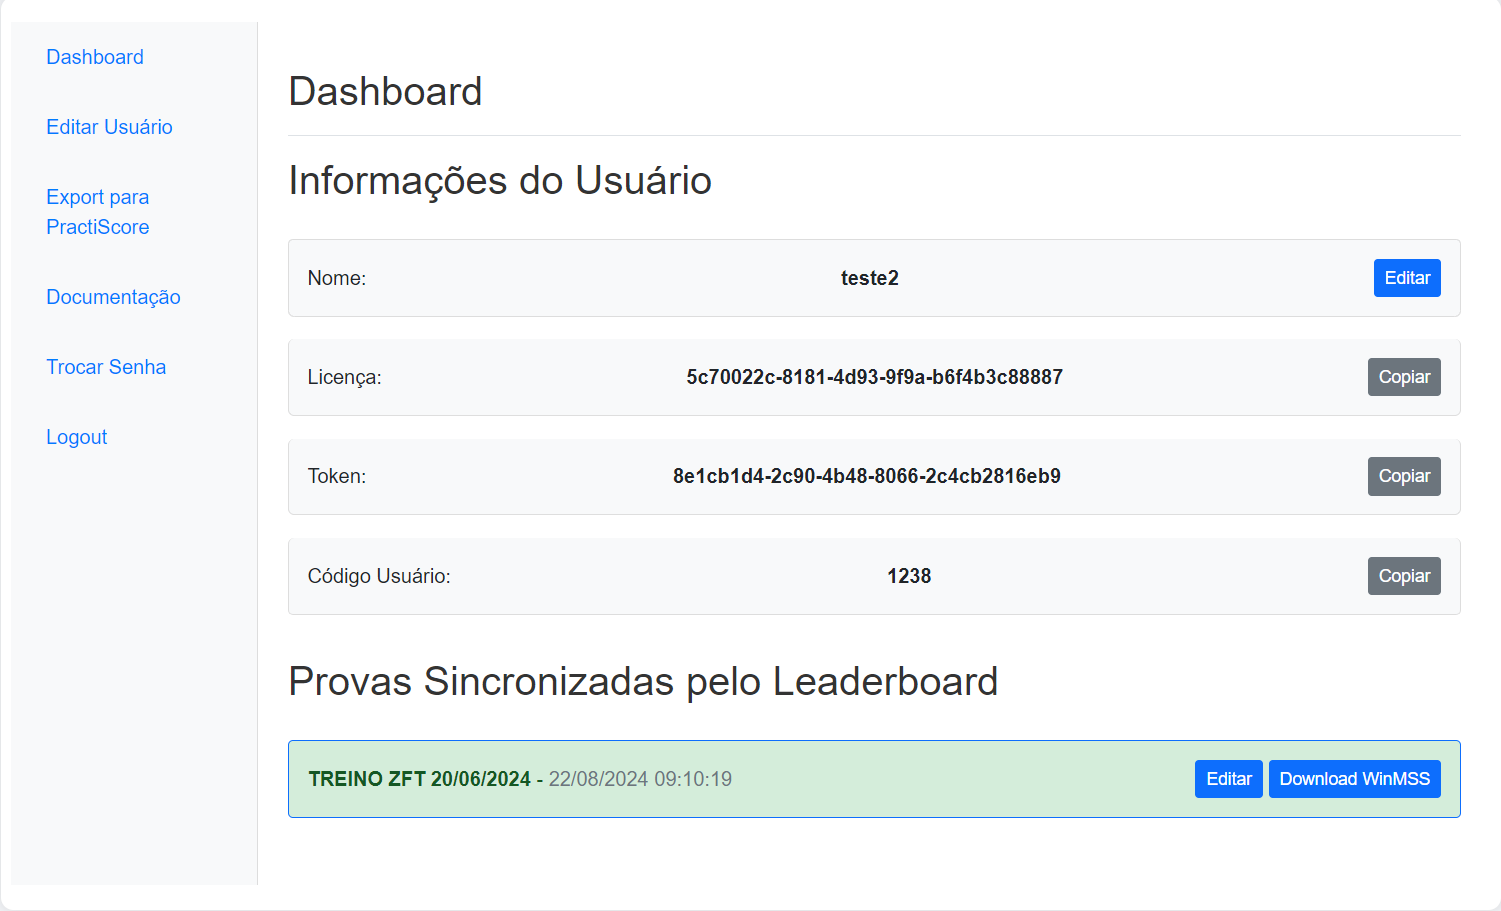 Dashboard
Editar Usuário
Export para
PractiScore
Documentação
Trocar Senha
Logout
Dashboard
Informações do Usuário
Nome: teste2 Editar
Licença: 5c70022c-8181-4d93-9f9a-b6f4b3c88887 Copiar
Token: 8e1cb1d4-2c90-4b48-8066-2c4cb2816eb9 Copiar
Código Usuário: 1238 Copiar
Provas Sincronizadas pelo Leaderboard
TREINO ZFT 20/06/2024 - 22/08/2024 09:10:19 Editar Download WinMSS